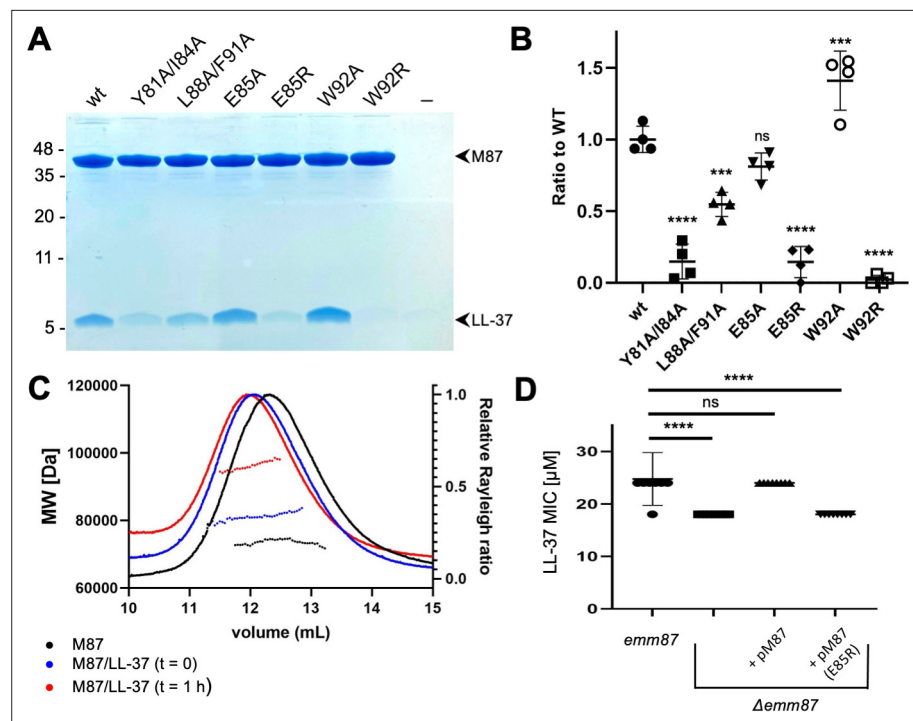 A
wt
Y81A/I84A
L88A/F91A
E85A
E85R
W92A
W92R
–
48 -
35 -
20 -
11 -
5 -
M87
LL-37
B
Ratio to WT
1.5
1.0
0.5
0.0
****
***
ns
****
***
****
wt
Y81A/I84A
L88A/F91A
E85A
E85R
W92A
W92R
C
MW [Da]
120000
100000
80000
60000
Relative Rayleigh ratio
1.0
0.5
0.0
10 11 12 13 14 15
volume (mL)
M87
M87/LL-37 (t = 0)
M87/LL-37 (t = 1 h)
D
****
ns
****
LL-37 MIC [µM]
30
20
10
0
emm87
+ pM87
+ pM87
(E85R)
Δemm87